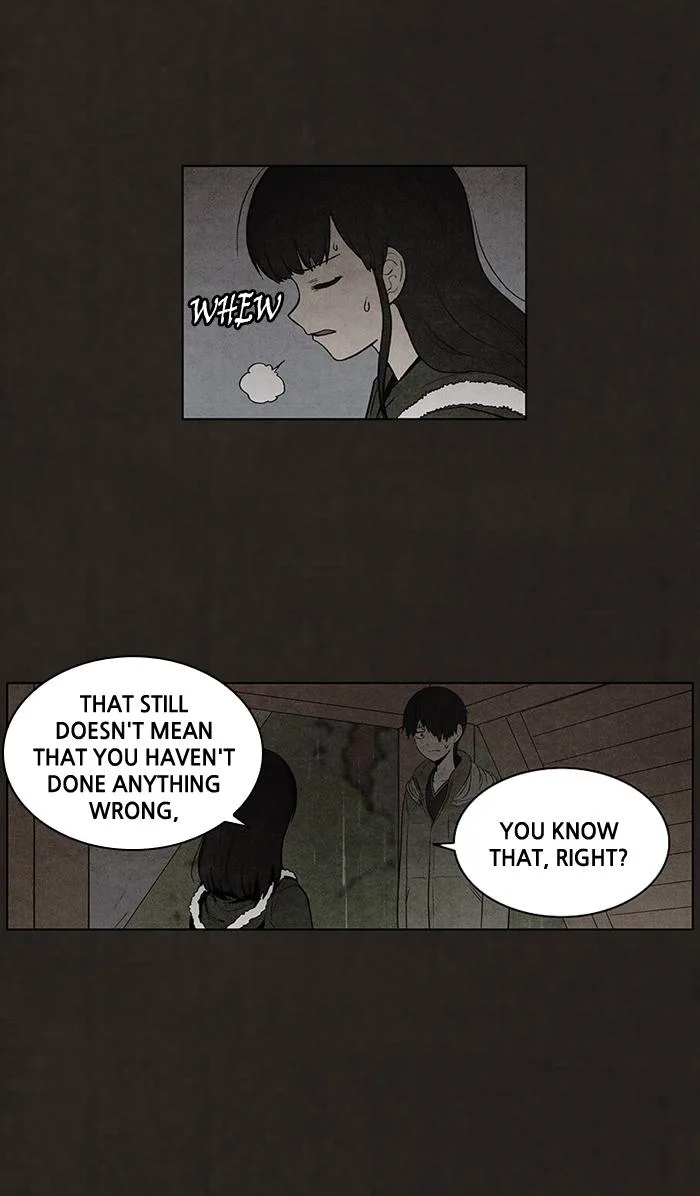 WHEW
THAT STILL
DOESN'T MEAN
THAT YOU HAVEN'T
DONE ANYTHING
WRONG,
YOU KNOW
THAT, RIGHT?